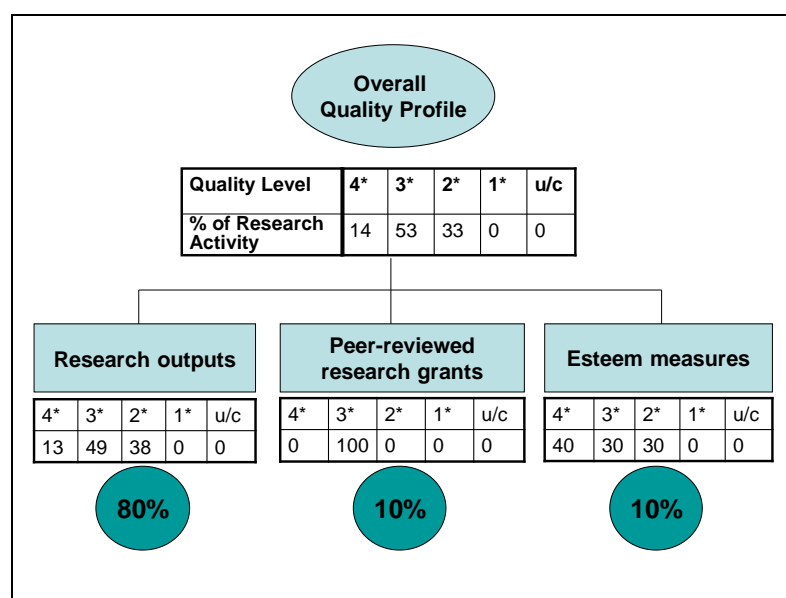 Overall
Quality Profile
Quality Level 4* 3* 2* 1* u/c
% of Research
Activity 14 53 33 0 0
Research outputs
4* 3* 2* 1* u/c
13 49 38 0 0
80%
Peer-reviewed
research grants
4* 3* 2* 1* u/c
0 100 0 0 0
10%
Esteem measures
4* 3* 2* 1* u/c
40 30 30 0 0
10%